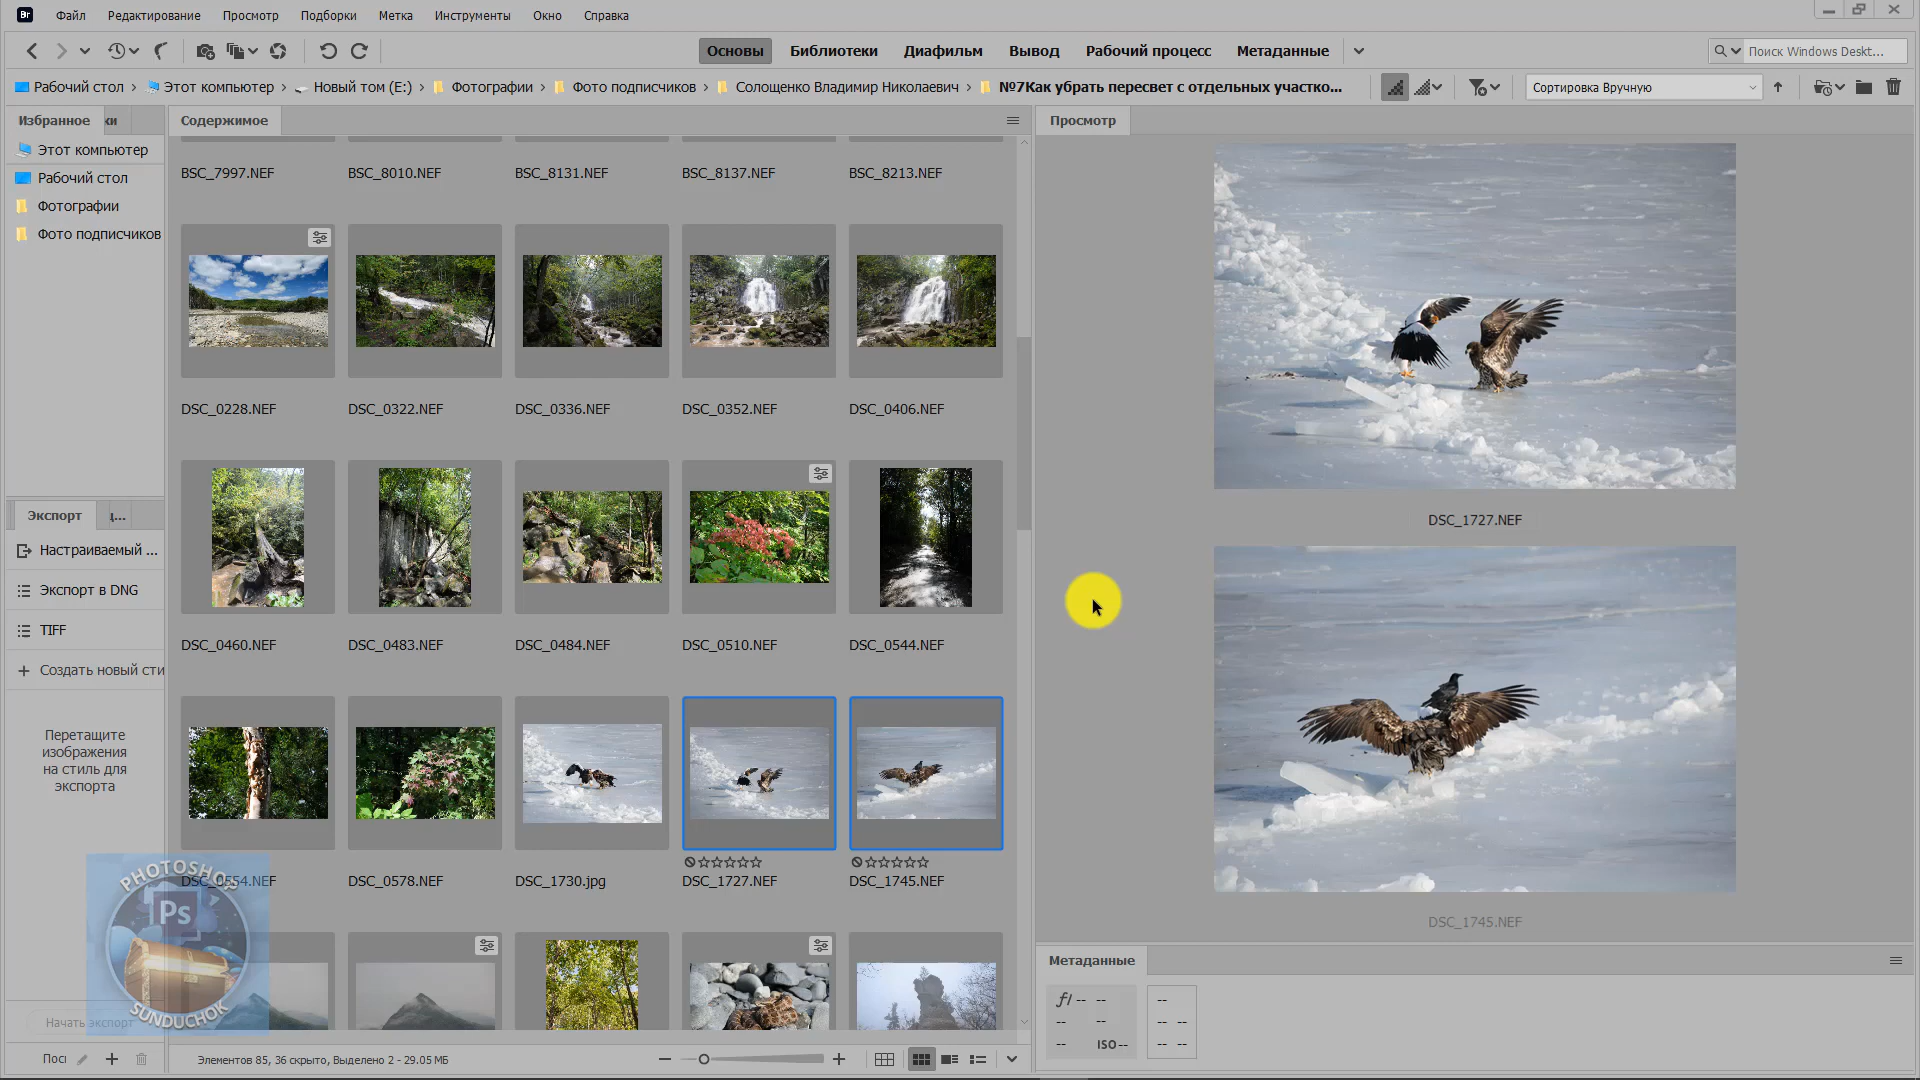 Br Файл Редактирование Просмотр Подборки Метка Инструменты Окно Справка
Основы Библиотеки Диафильм Вывод Рабочий процесс Метаданные
Поиск Windows Deskt...
Рабочий стол Этот компьютер Новый том (E:) Фотографии Фото подписчиков Солощенко Владимир Николаевич №7Как убрать пересвет с отдельных участко...
Сортировка Вручную
Избранное ки
Содержимое
Просмотр
Этот компьютер
Рабочий стол
Фотографии
Фото подписчиков
BSC_7997.NEF BSC_8010.NEF BSC_8131.NEF BSC_8137.NEF BSC_8213.NEF
DSC_0228.NEF DSC_0322.NEF DSC_0336.NEF DSC_0352.NEF DSC_0406.NEF
DSC_0460.NEF DSC_0483.NEF DSC_0484.NEF DSC_0510.NEF DSC_0544.NEF
DSC_0554.NEF DSC_0578.NEF DSC_1730.jpg DSC_1727.NEF DSC_1745.NEF
Экспорт
Настраиваемый ...
Экспорт в DNG
TIFF
Создать новый сти
Перетащите
изображения
на стиль для
экспорта
PHOTOSHOP
Ps
SUNDUCHOK
Начать экспорт
Элементов 85, 36 скрыто, Выделено 2 - 29.05 МБ
DSC_1727.NEF
DSC_1745.NEF
Метаданные
f/ -- --
-- --
-- ISO --
--
-- --
-- --